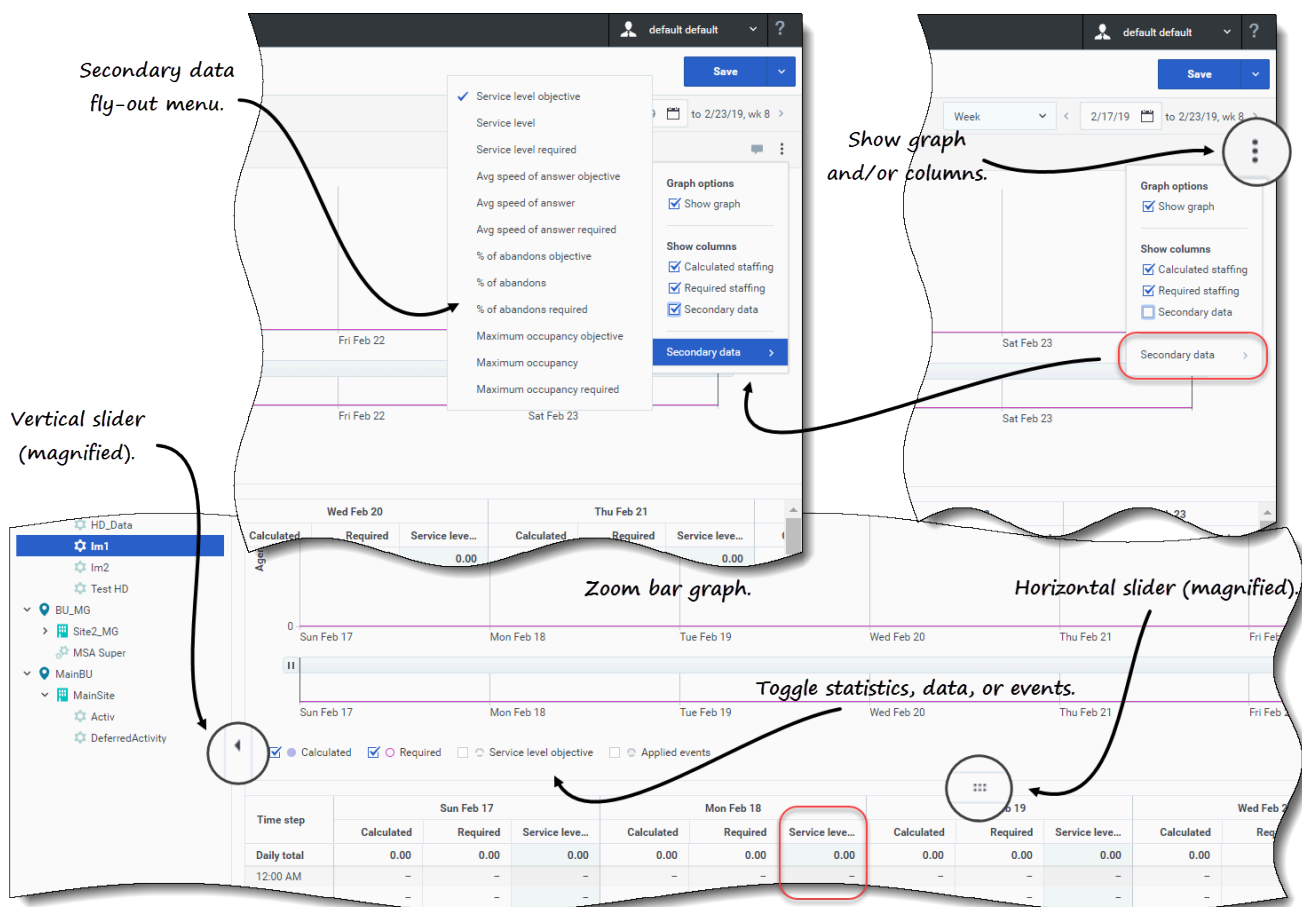 default default ?
Secondary data
fly-out menu.
Save
Service level objective
Service level
Service level required
Avg speed of answer objective
Avg speed of answer
Avg speed of answer required
% of abandons objective
% of abandons
% of abandons required
Maximum occupancy objective
Maximum occupancy
Maximum occupancy required
9 to 2/23/19, wk 8 >
Graph options
Show graph
Show columns
Calculated staffing
Required staffing
Secondary data
Secondary data >
Fri Feb 22
Fri Feb 22 Sat Feb 23
default default ?
Save
Week < 2/17/19 to 2/23/19, wk 8 >
Show graph
and/or columns.
Graph options
Show graph
Show columns
Calculated staffing
Required staffing
Secondary data
Secondary data >
Sat Feb 23
Sat Feb 23
Vertical slider
(magnified).
Wed Feb 20 Thu Feb 21
Calculated Required Service leve... Calculated Required Service leve...
0.00 0.00
HD_Data
Im1
Im2
Test HD
BU_MG
Site2_MG
MSA Super
MainBU
MainSite
Activ
DeferredActivity
Zoom bar graph.
Horizontal slider (magnified).
0
Sun Feb 17 Mon Feb 18 Tue Feb 19 Wed Feb 20 Thu Feb 21 Fri Feb
Toggle statistics, data, or events.
Sun Feb 17 Mon Feb 18 Tue Feb 19 Wed Feb 20 Thu Feb 21 Fri Feb
Calculated Required Service level objective Applied events
Time step Sun Feb 17 Mon Feb 18 19 Wed Feb 2
Calculated Required Service leve... Calculated Required Service leve... Calculated Required Service leve... Calculated Req
Daily total 0.00 0.00 0.00 0.00 0.00 0.00 0.00 0.00 0.00 0.00
12:00 AM – – – – – – – – – –
– – – – – – – – –